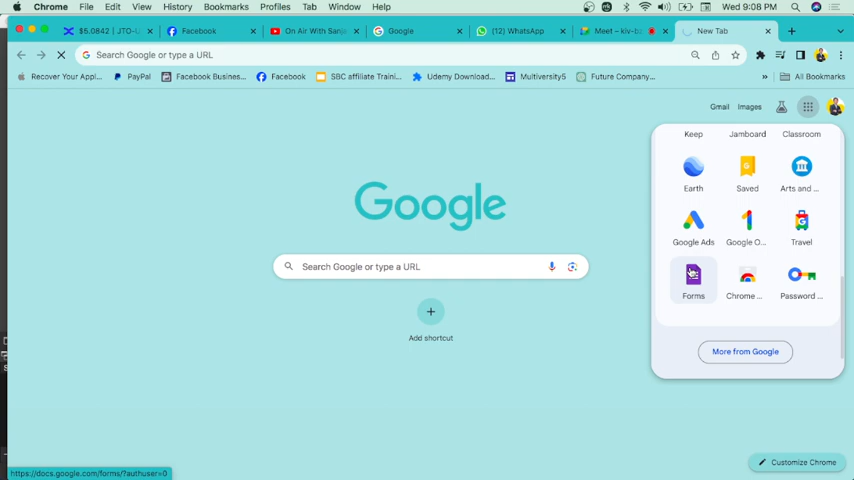 Chrome File Edit View History Bookmarks Profiles Tab Window Help Wed 9:08 PM
$5.0842 | JTO-U Facebook On Air With Sanja Google (12) WhatsApp Meet – kiv-b New Tab
Search Google or type a URL
Recover Your Appl... PayPal Facebook Busines... Facebook SBC affiliate Traini... Udemy Download... Multiversity5 Future Company... » All Bookmarks
Gmail Images
Keep Jamboard Classroom
Earth Saved Arts and ...
Google
Google Ads Google O... Travel
Search Google or type a URL
Forms Chrome ... Password ...
Add shortcut
More from Google
Customize Chrome
https://docs.google.com/forms/?authuser=0